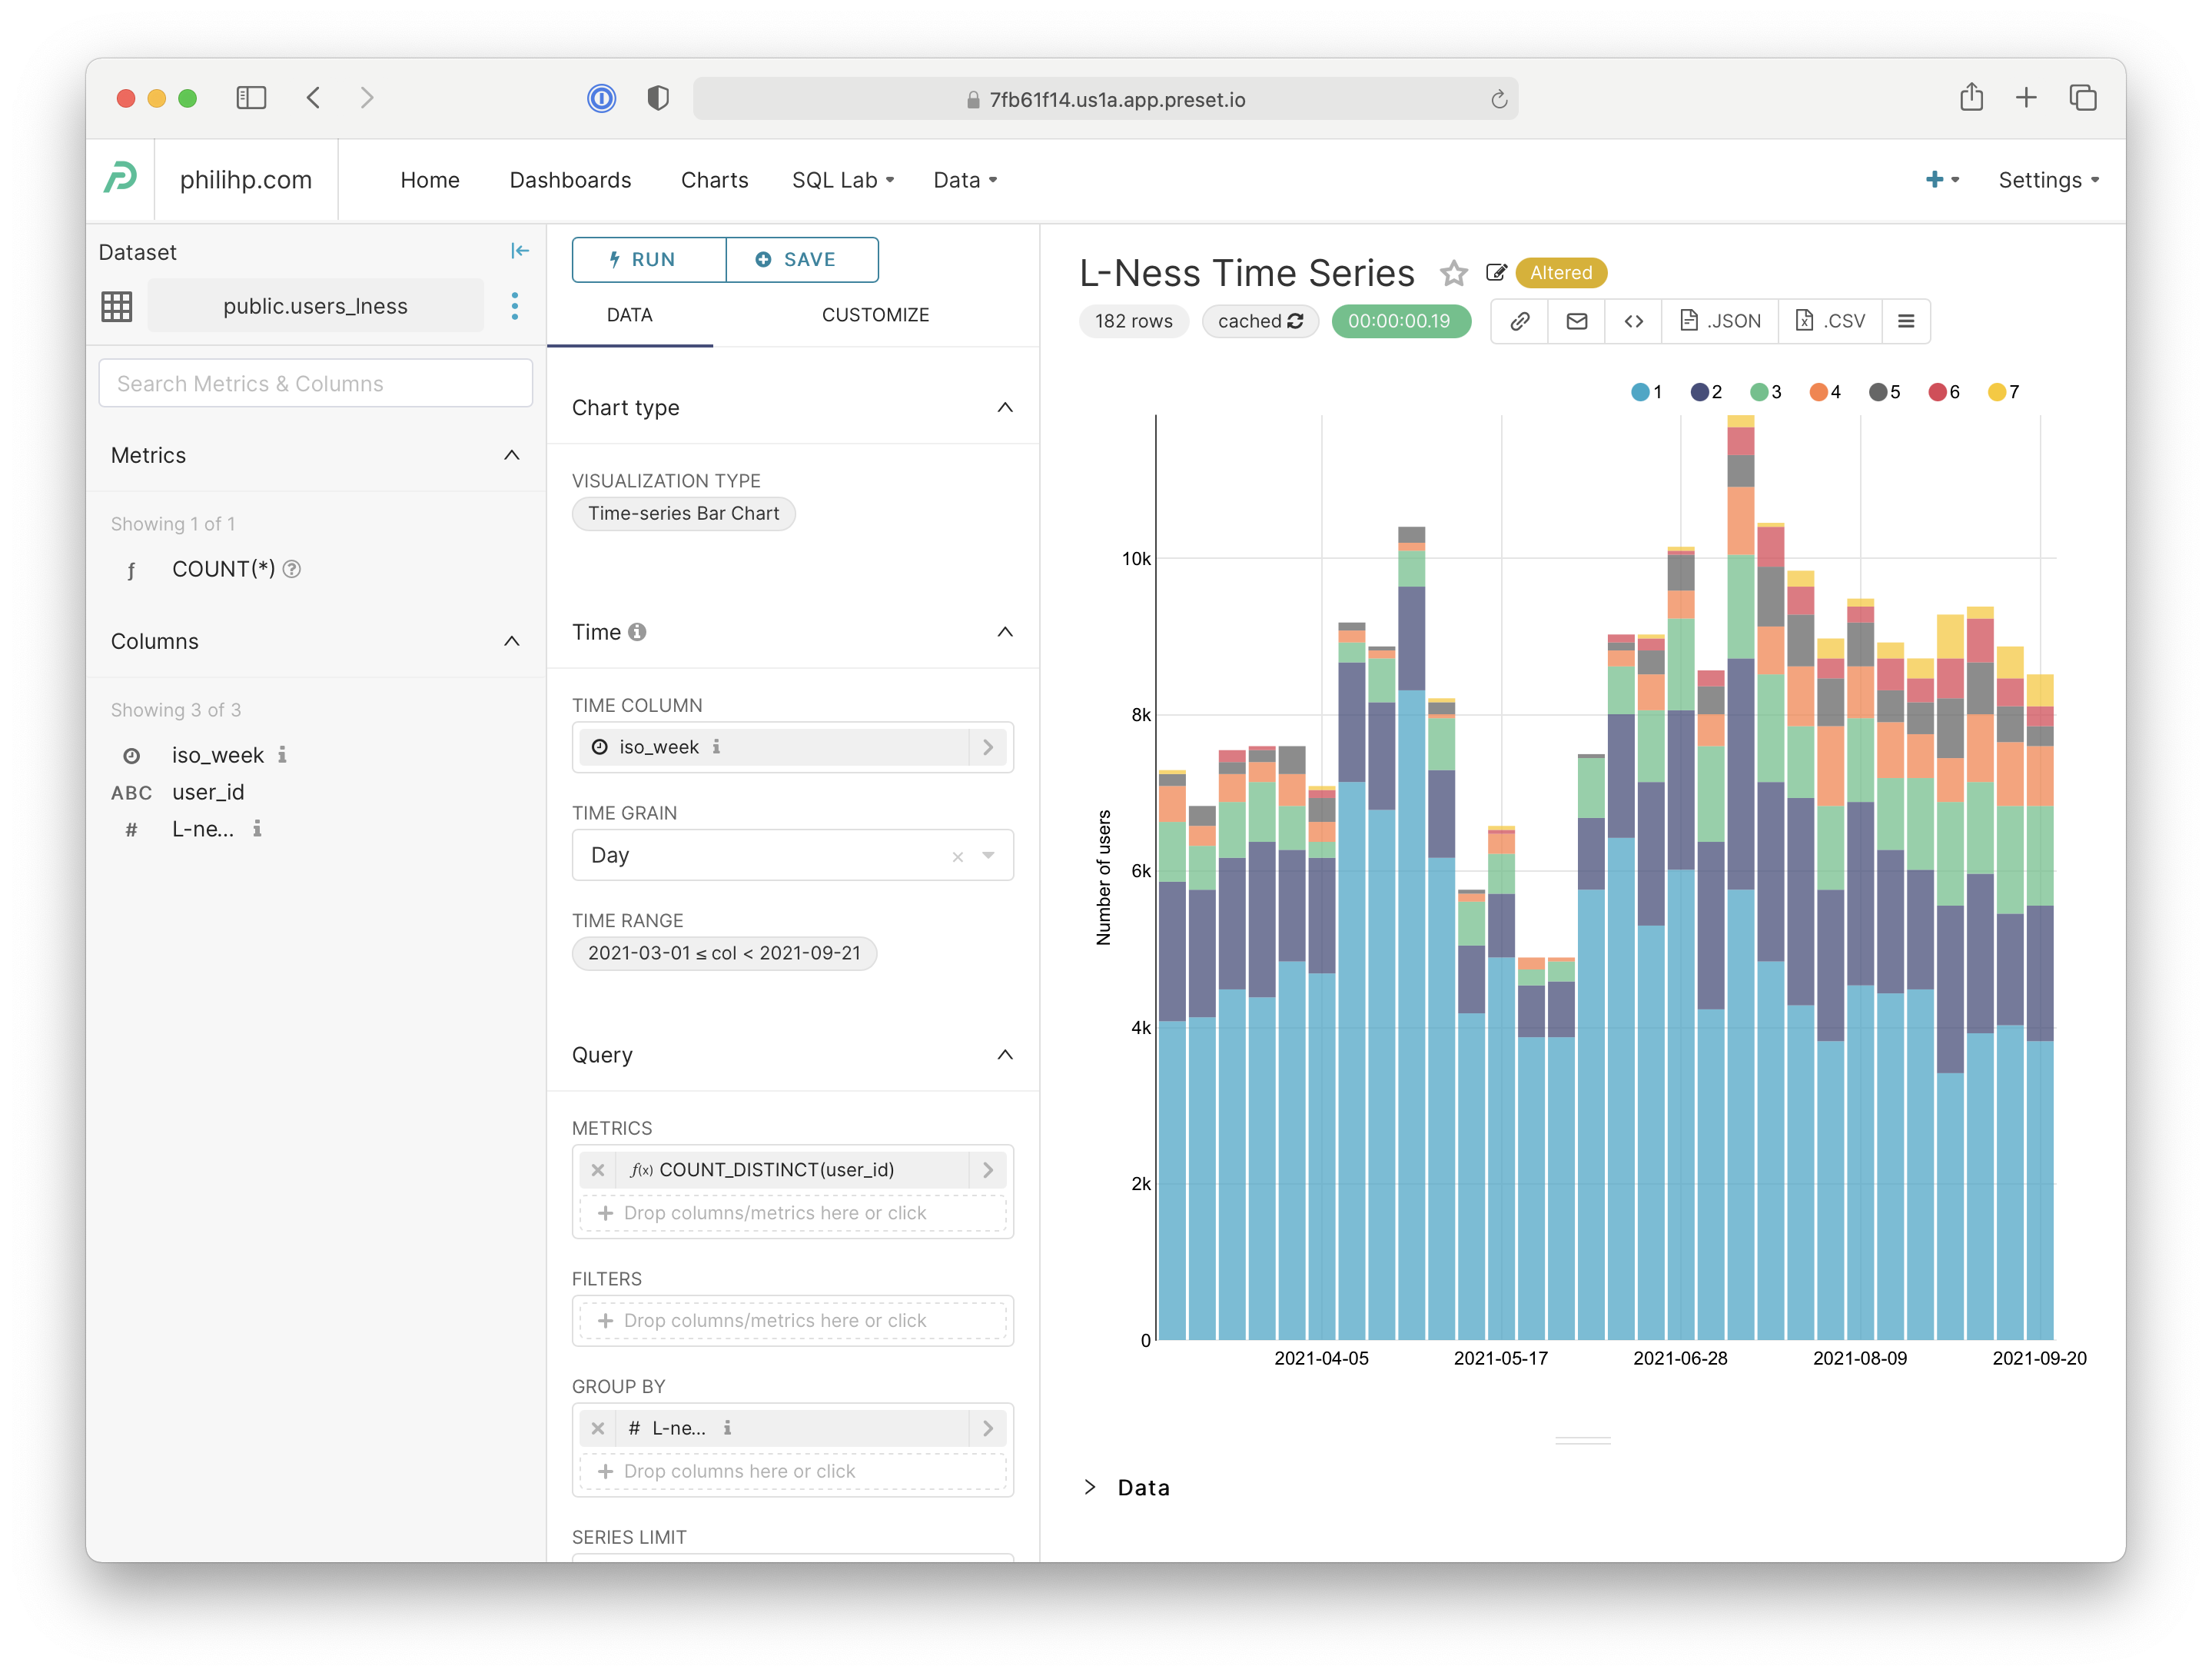 7fb61f14.us1a.app.preset.io
philihp.com
Home
Dashboards
Charts
SQL Lab
Data
Settings
Dataset
public.users_lness
Search Metrics & Columns
Metrics
Showing 1 of 1
ƒ COUNT(*)
Columns
Showing 3 of 3
iso_week
ABC user_id
# L-ne...
RUN
SAVE
DATA
CUSTOMIZE
Chart type
VISUALIZATION TYPE
Time-series Bar Chart
Time
TIME COLUMN
iso_week
TIME GRAIN
Day
TIME RANGE
2021-03-01 ≤ col < 2021-09-21
Query
METRICS
ƒ(x) COUNT_DISTINCT(user_id)
Drop columns/metrics here or click
FILTERS
Drop columns/metrics here or click
GROUP BY
# L-ne...
Drop columns here or click
SERIES LIMIT
L-Ness Time Series
Altered
182 rows
cached
00:00:00.19
.JSON
.CSV
1 2 3 4 5 6 7
Number of users
10k
8k
6k
4k
2k
0
2021-04-05
2021-05-17
2021-06-28
2021-08-09
2021-09-20
Data